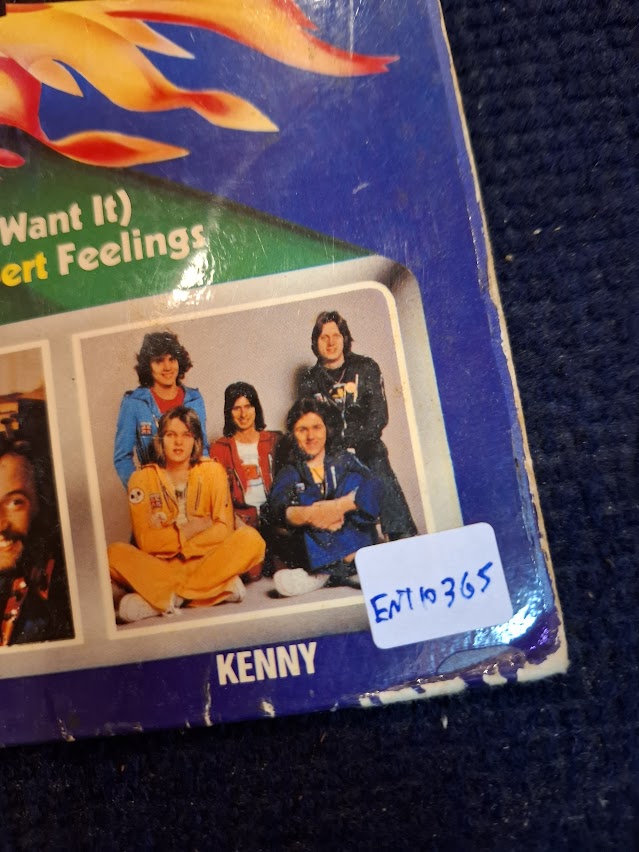 Want It)
ert Feelings
KENNY
ENT10365